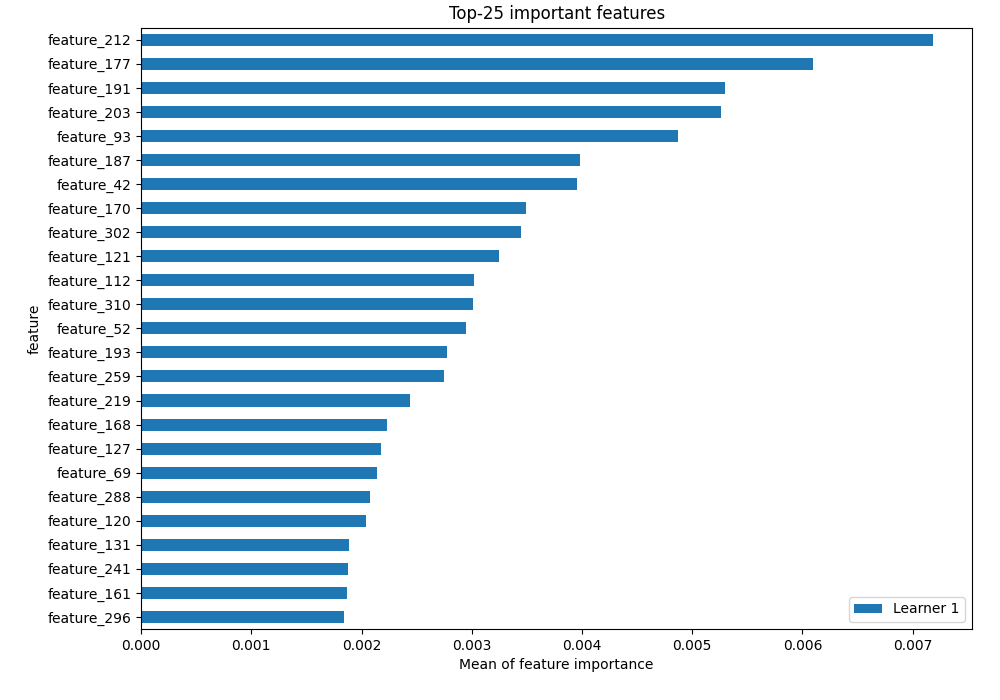 Top-25 important features
feature_212
feature_177
feature_191
feature_203
feature_93
feature_187
feature_42
feature_170
feature_302
feature_121
feature_112
feature_310
feature_52
feature_193
feature_259
feature_219
feature_168
feature_127
feature_69
feature_288
feature_120
feature_131
feature_241
feature_161
feature_296
feature
Learner 1
0.000 0.001 0.002 0.003 0.004 0.005 0.006 0.007
Mean of feature importance